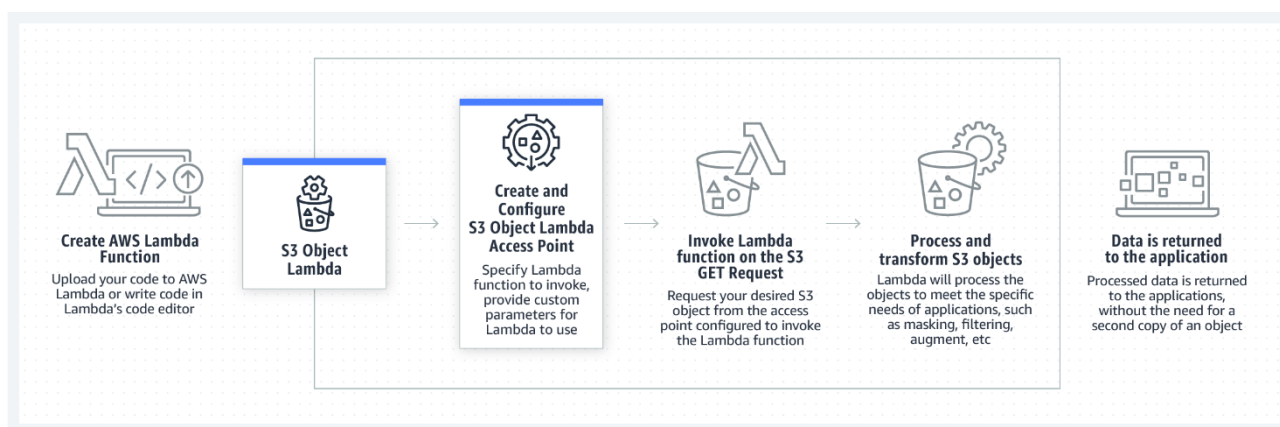 Create AWS Lambda
Function
Upload your code to AWS
Lambda or write code in
Lambda's code editor
S3 Object
Lambda
Create and
Configure
S3 Object Lambda
Access Point
Specify Lambda
function to invoke,
provide custom
parameters for
Lambda to use
Invoke Lambda
function on the S3
GET Request
Request your desired S3
object from the access
point configured to invoke
the Lambda function
Process and
transform S3 objects
Lambda will process the
objects to meet the specific
needs of applications, such
as masking, filtering,
augment, etc
Data is returned
to the application
Processed data is returned
to the applications,
without the need for a
second copy of an object